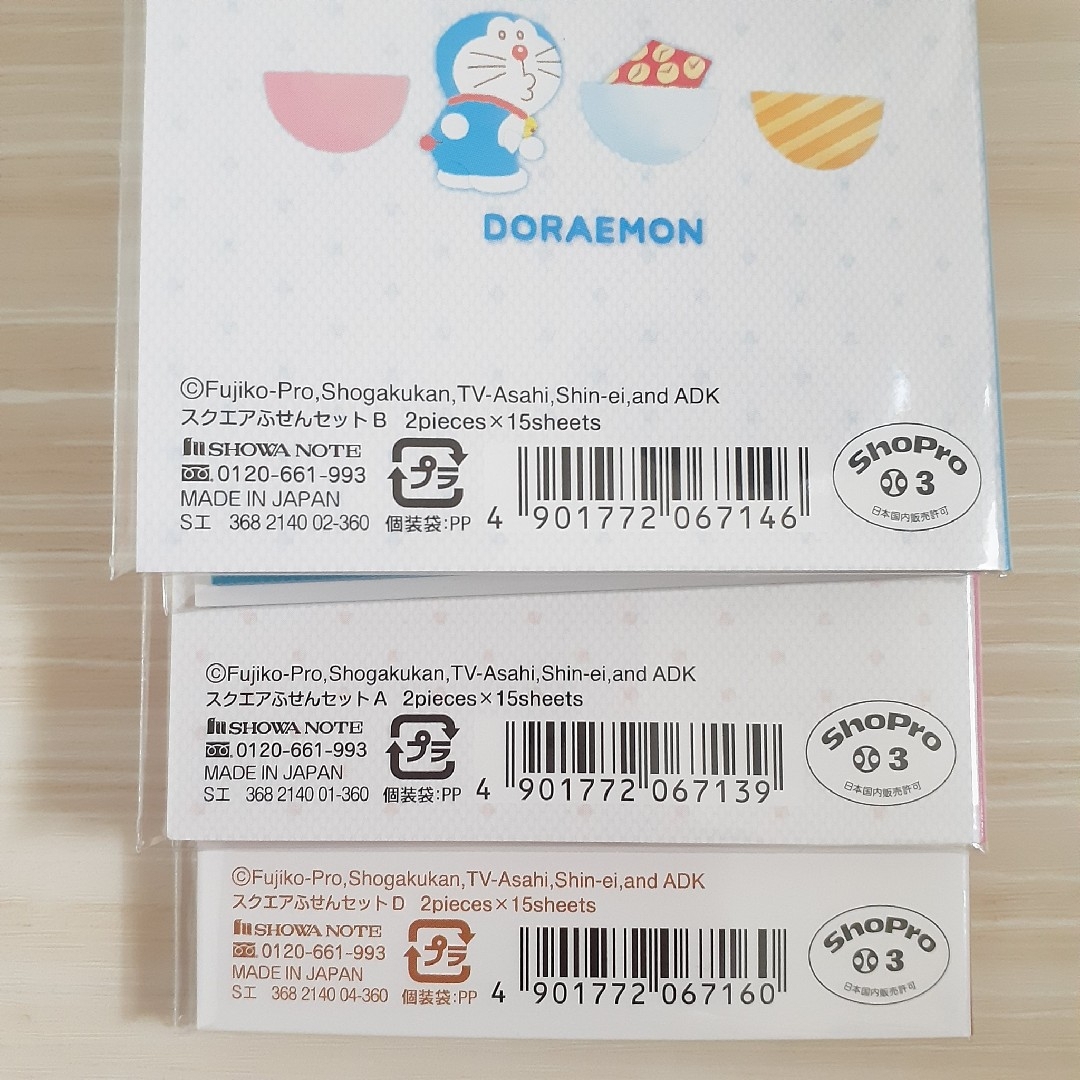 DORAEMON
©Fujiko-Pro,Shogakukan,TV-Asahi,Shin-ei,and ADK
スクエアふせんセットB 2pieces×15sheets
SHOWA NOTE
0120-661-993
MADE IN JAPAN
Sエ 368 2140 02-360
プラ
個装袋:PP
4 901772 067146
ShoPro
3
日本国内販売許可
©Fujiko-Pro,Shogakukan,TV-Asahi,Shin-ei,and ADK
スクエアふせんセットA 2pieces×15sheets
SHOWA NOTE
0120-661-993
MADE IN JAPAN
Sエ 368 2140 01-360
プラ
個装袋:PP
4 901772 067139
ShoPro
3
日本国内販売許可
©Fujiko-Pro,Shogakukan,TV-Asahi,Shin-ei,and ADK
スクエアふせんセットD 2pieces×15sheets
SHOWA NOTE
0120-661-993
MADE IN JAPAN
Sエ 368 2140 04-360
プラ
個装袋:PP
4 901772 067160
ShoPro
3
日本国内販売許可